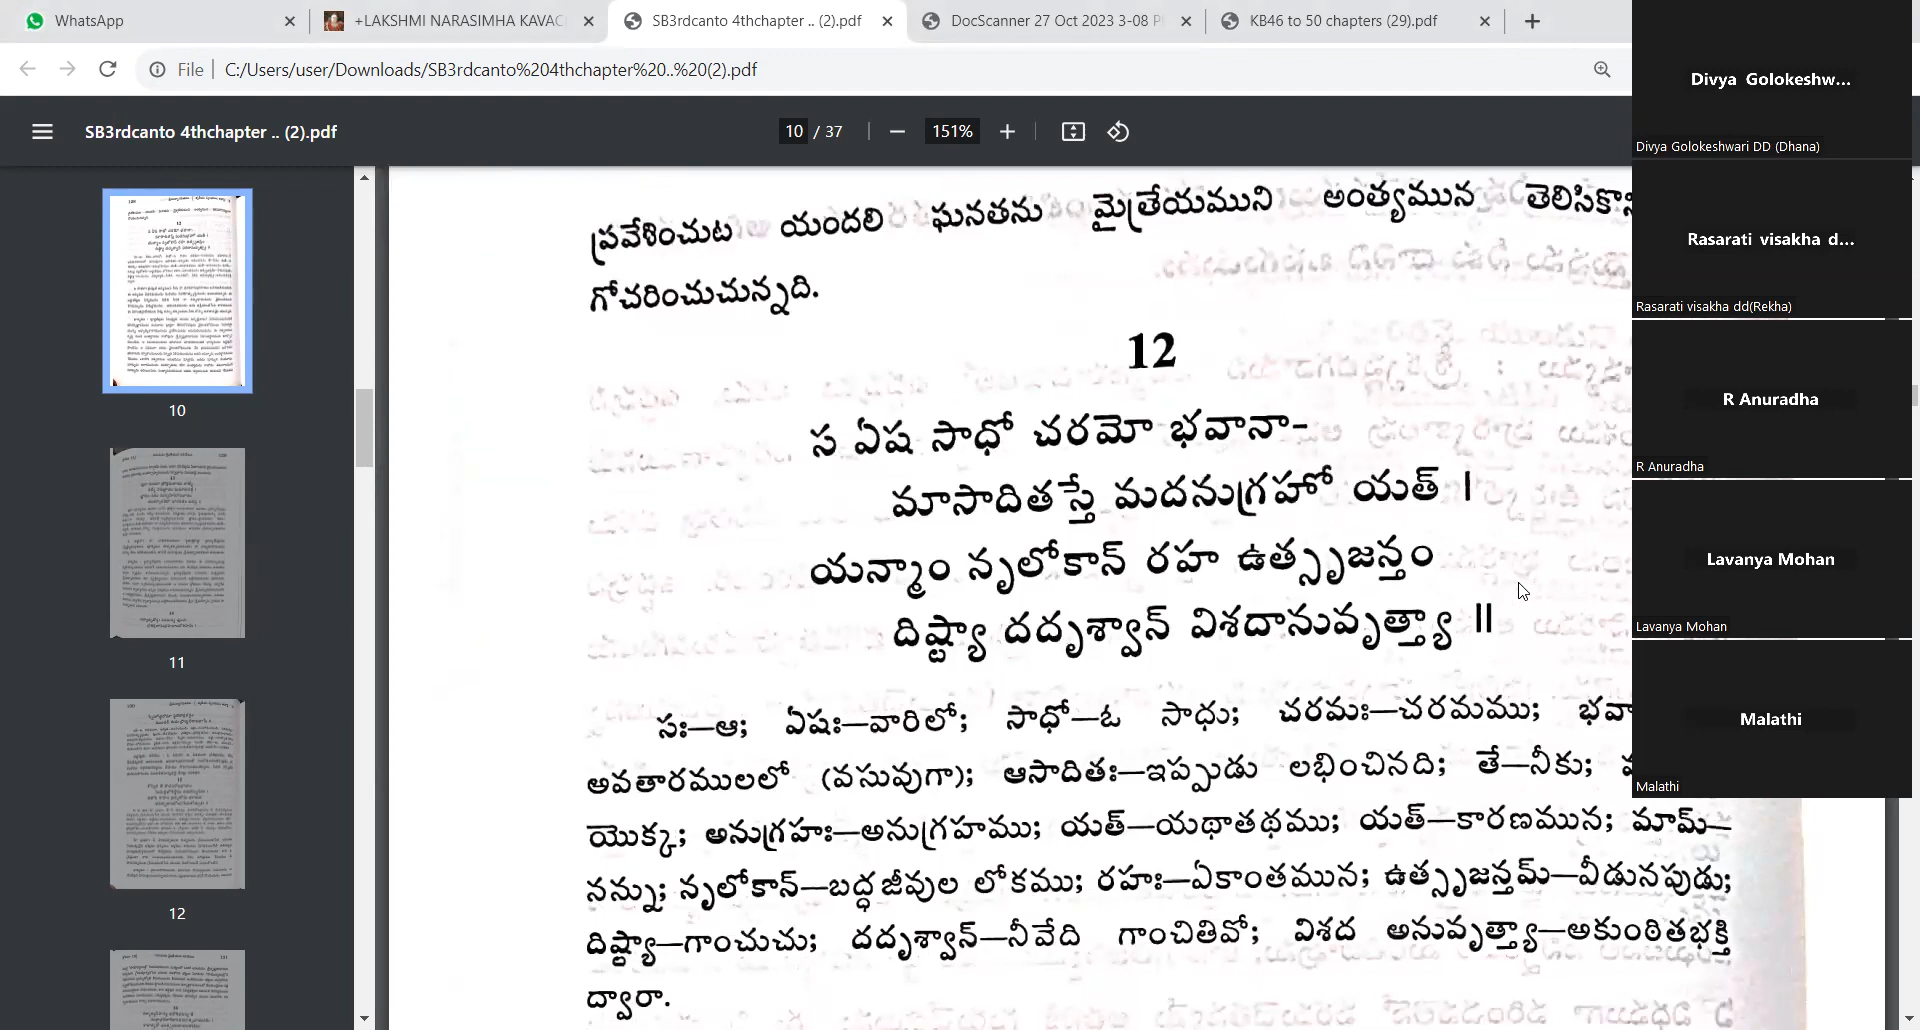 WhatsApp
+LAKSHMI NARASIMHA KAVAC
SB3rdcanto 4thchapter .. (2).pdf
DocScanner 27 Oct 2023 3-08 P
KB46 to 50 chapters (29).pdf
File
C:/Users/user/Downloads/SB3rdcanto%204thchapter%20..%20(2).pdf
SB3rdcanto 4thchapter .. (2).pdf
10 / 37
151%
10
11
12
ప్రవేశించుట యందలి ఘనతను మైత్రేయముని అంత్యమున తెలిసికొని
గోచరించుచున్నది.
12
స ఏష సాధో చరమో భవానా-
మాసాదితస్తే మదనుగ్రహో యత్ ।
యన్మాం నృలోకాన్ రహ ఉత్సృజన్తం
దిష్ట్యా దదృశ్వాన్ విశదానువృత్త్యా ॥
సః—ఆ; ఏషః—వారిలో; సాధో—ఓ సాధు; చరమః—చరమము; భవా
అవతారములలో (వసువుగా); ఆసాదితః—ఇప్పుడు లభించినది; తే—నీకు;
యొక్క; అనుగ్రహః—అనుగ్రహము; యత్—యథాతథము; యత్—కారణమున; మామ్—
నన్ను; నృలోకాన్—బద్ధజీవుల లోకము; రహః—ఏకాంతమున; ఉత్సృజన్తమ్—వీడునపుడు;
దిష్ట్యా—గాంచుచు; దదృశ్వాన్—నీవేది గాంచితివో; విశద అనువృత్త్యా—అకుంఠితభక్తి
ద్వారా.
Divya Golokeshw...
Divya Golokeshwari DD (Dhana)
Rasarati visakha d...
Rasarati visakha dd(Rekha)
R Anuradha
R Anuradha
Lavanya Mohan
Lavanya Mohan
Malathi
Malathi